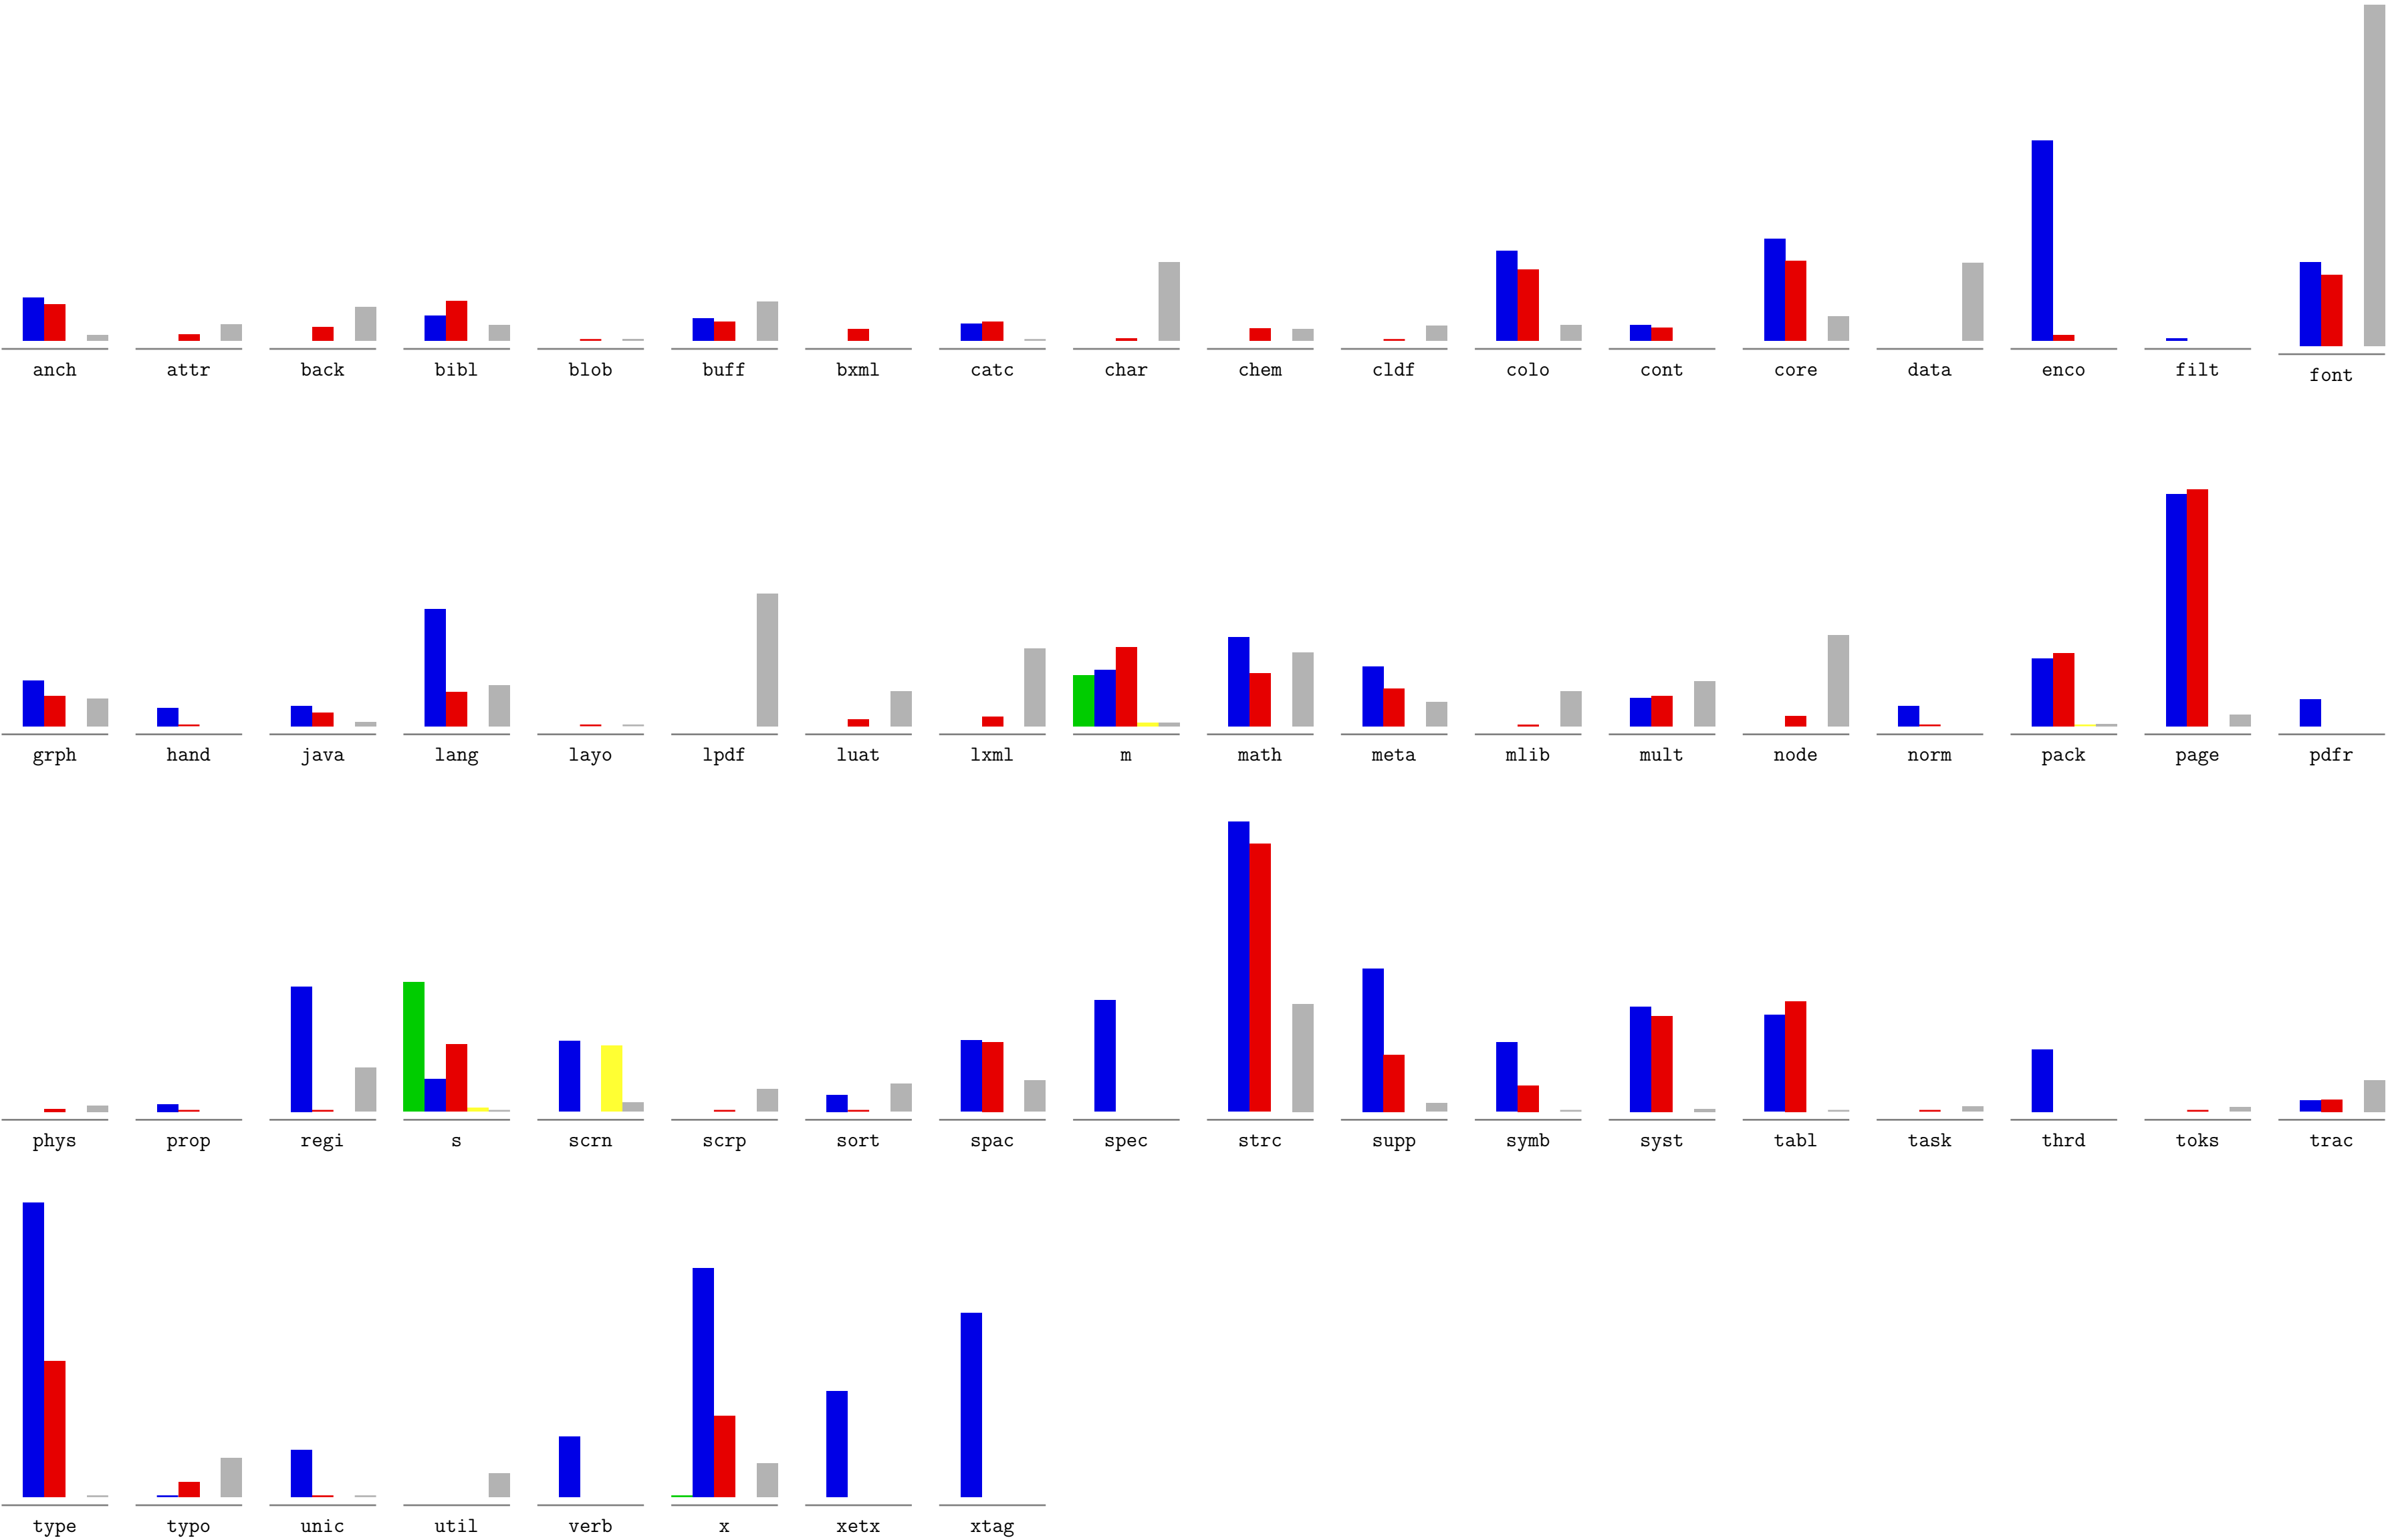 anch attr back bibl blob buff bxml catc char chem cldf colo cont core data enco filt font
grph hand java lang layo lpdf luat lxml m math meta mlib mult node norm pack page pdfr
phys prop regi s scrn scrp sort spac spec strc supp symb syst tabl task thrd toks trac
type typo unic util verb x xetx xtag